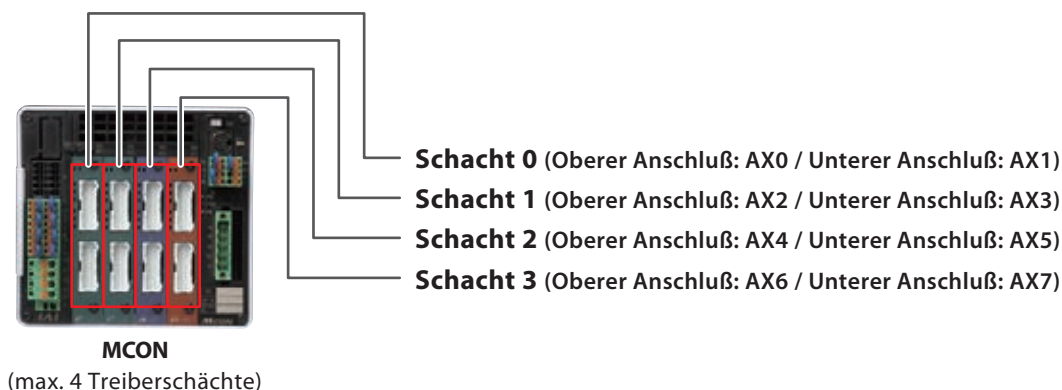 Schacht 0 (Oberer Anschluß: AX0 / Unterer Anschluß: AX1)
Schacht 1 (Oberer Anschluß: AX2 / Unterer Anschluß: AX3)
Schacht 2 (Oberer Anschluß: AX4 / Unterer Anschluß: AX5)
Schacht 3 (Oberer Anschluß: AX6 / Unterer Anschluß: AX7)
MCON
(max. 4 Treiberschächte)